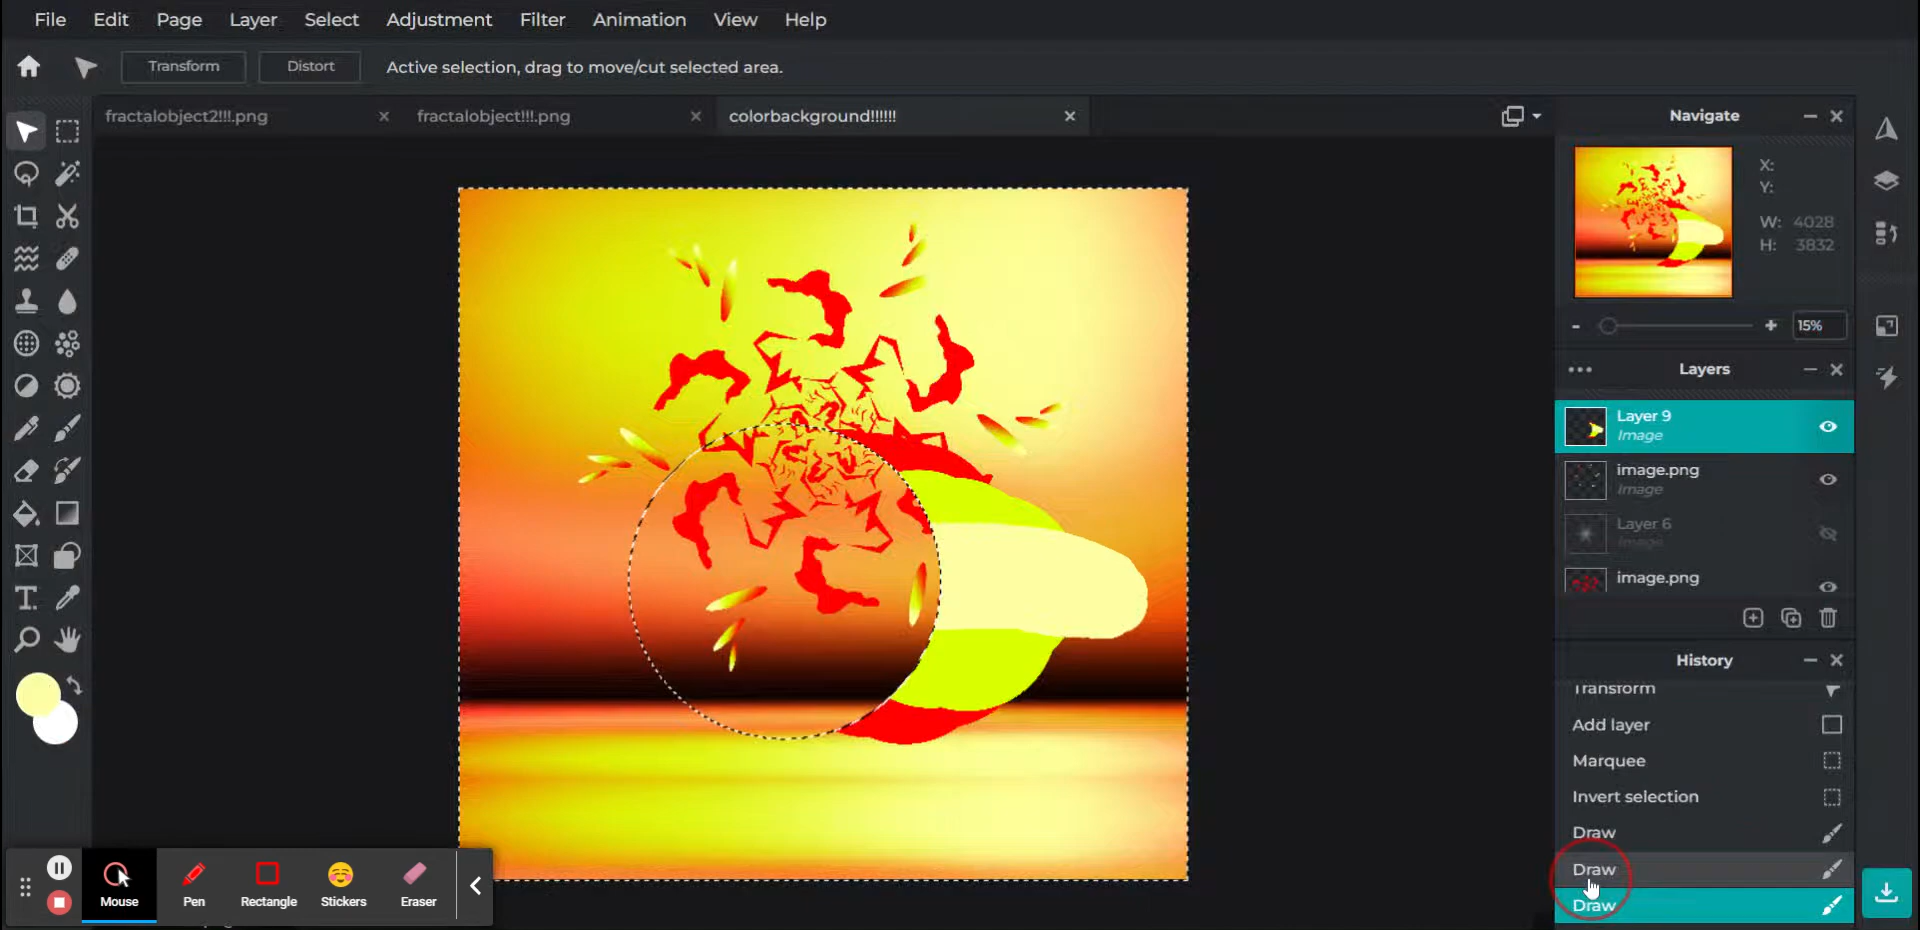 File Edit Page Layer Select Adjustment Filter Animation View Help
Transform Distort Active selection, drag to move/cut selected area.
fractalobject2!!!.png fractalobject!!!.png colorbackground!!!!!!
Navigate
X:
Y:
W: 4028
H: 3832
- + 15%
Layers
Layer 9
Image
image.png
Image
Layer 6
Image
image.png
History
Transform
Add layer
Marquee
Invert selection
Draw
Draw
Draw
Mouse Pen Rectangle Stickers Eraser